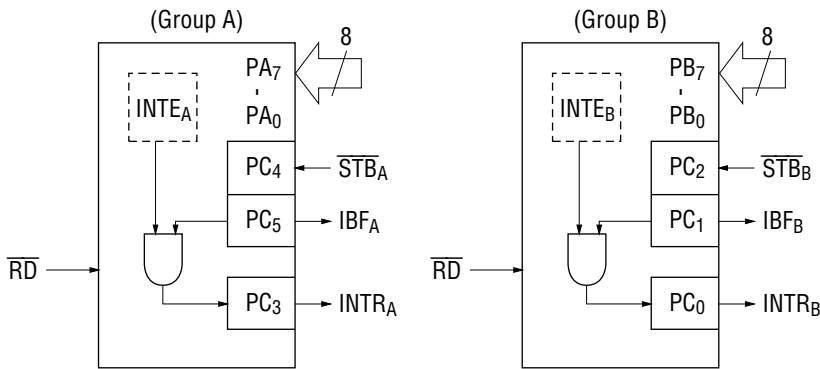 (Group A)
8
PA7
PA0
INTEA
PC4
STBA
PC5
IBFA
RD
PC3
INTRA
(Group B)
8
PB7
PB0
INTEB
PC2
STBB
PC1
IBFB
RD
PC0
INTRB